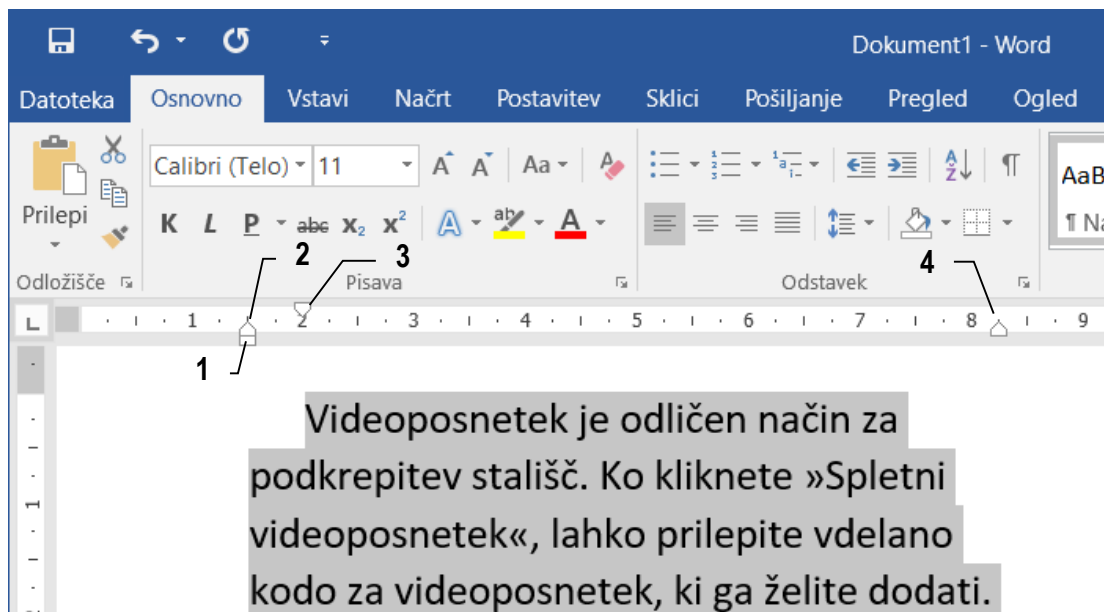 Dokument1 - Word
Datoteka Osnovno Vstavi Načrt Postavitev Sklici Pošiljanje Pregled Ogled
Calibri (Telo) 11 A A Aa A
Prilepi K L P abc x₂ x² A ab A ¶ AaB
¶ Na
Odložišče Pisava Odstavek
2 3 4
L 1 2 3 4 5 6 7 8 9
1
1
Videoposnetek je odličen način za
podkrepitev stališč. Ko kliknete »Spletni
videoposnetek«, lahko prilepite vdelano
kodo za videoposnetek, ki ga želite dodati.